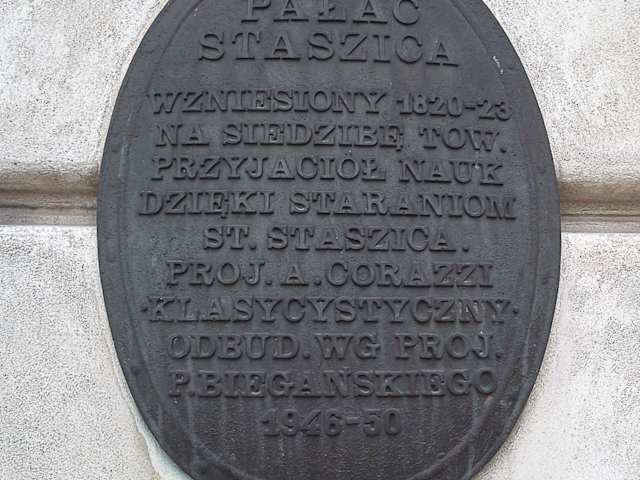 PAŁAC
STASZICA
WZNIESIONY 1820-23
NA SIEDZIBĘ TOW.
PRZYJACIÓŁ NAUK
DZIĘKI STARANIOM
ST. STASZICA.
PROJ. A. CORAZZI
·KLASYCYSTYCZNY·
ODBUD. WG PROJ.
P. BIEGAŃSKIEGO
1946-50